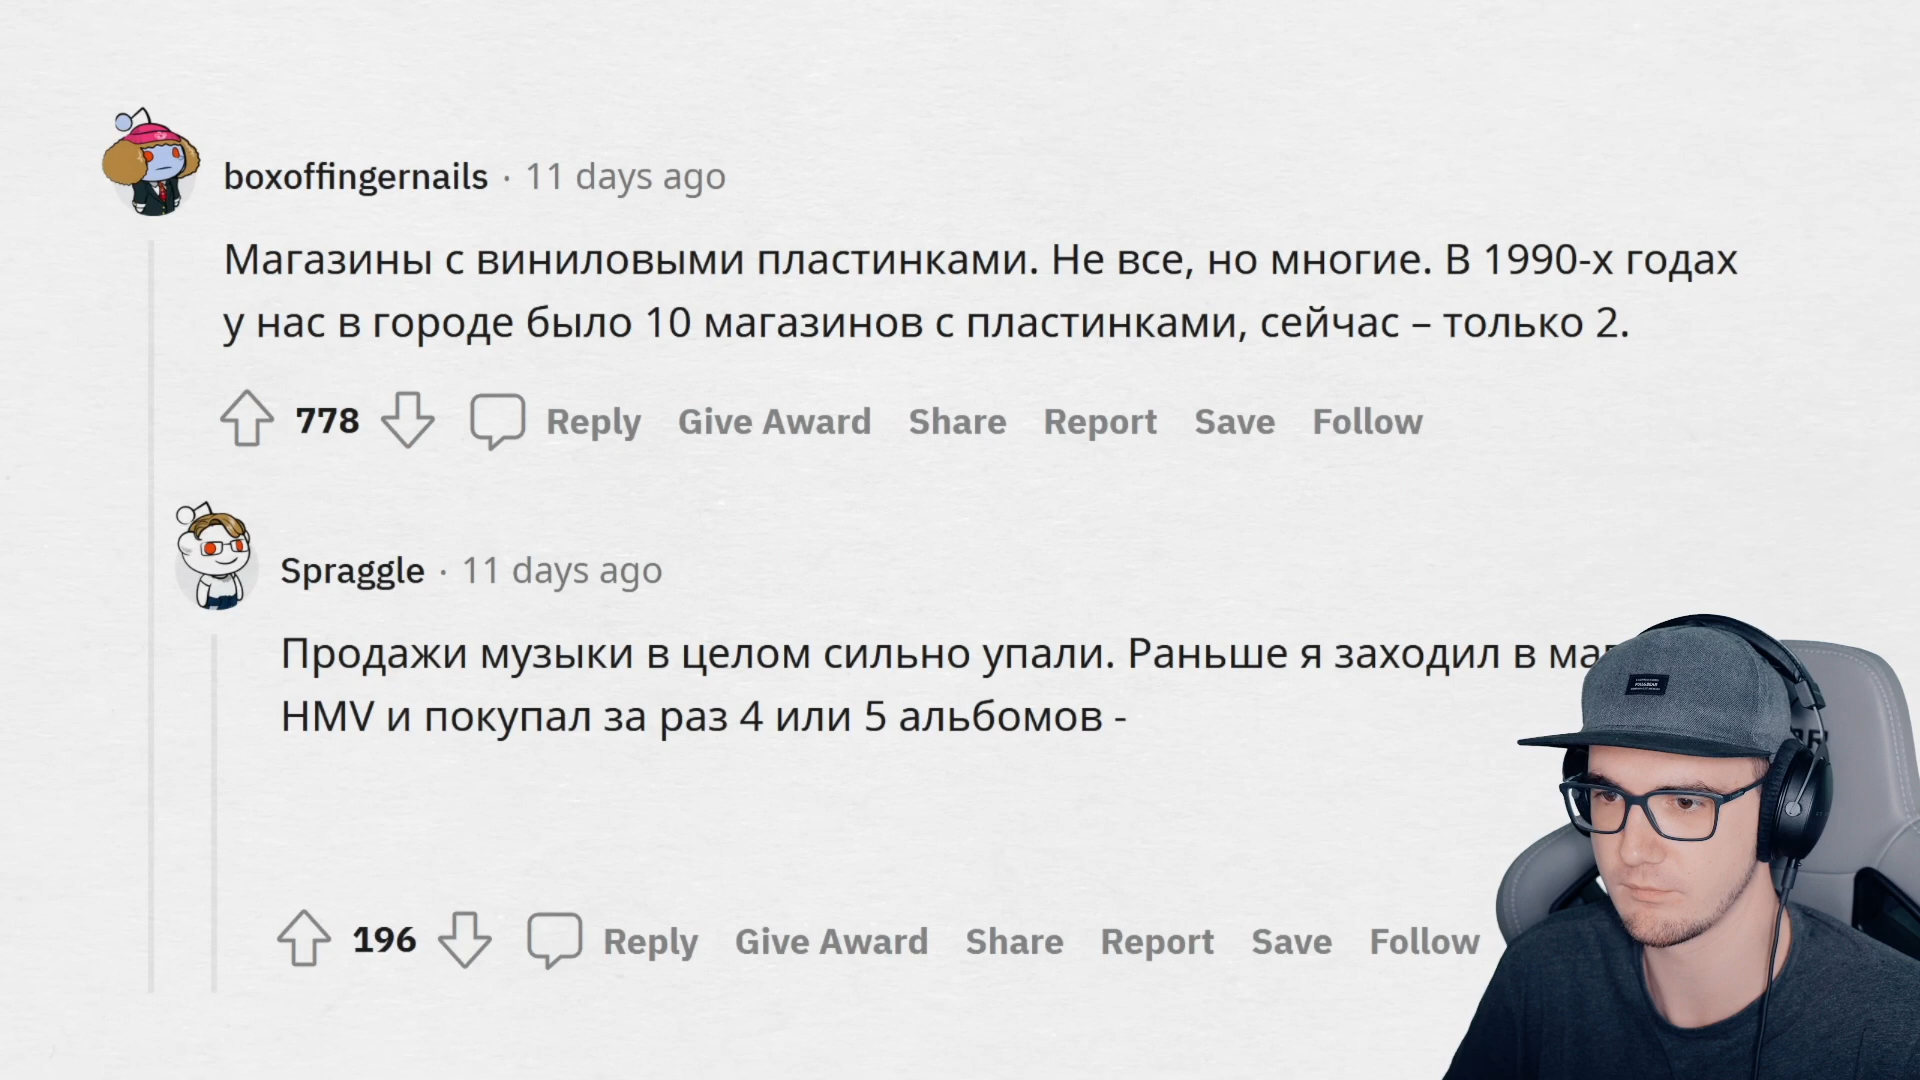 boxoffingernails · 11 days ago
Магазины с виниловыми пластинками. Не все, но многие. В 1990-х годах
у нас в городе было 10 магазинов с пластинками, сейчас – только 2.
778 Reply Give Award Share Report Save Follow
Spraggle · 11 days ago
Продажи музыки в целом сильно упали. Раньше я заходил в
HMV и покупал за раз 4 или 5 альбомов -
196 Reply Give Award Share Report Save Follow